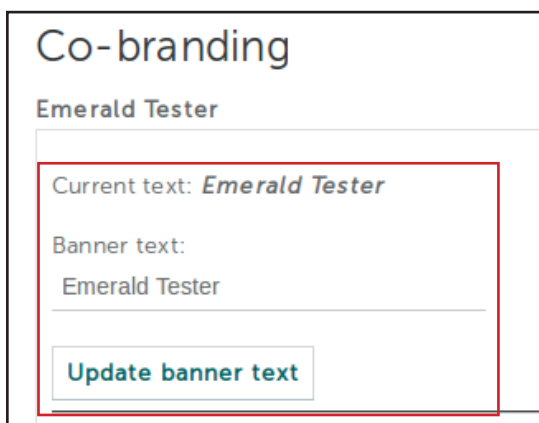 Co-branding
Emerald Tester
Current text: Emerald Tester
Banner text:
Emerald Tester
Update banner text